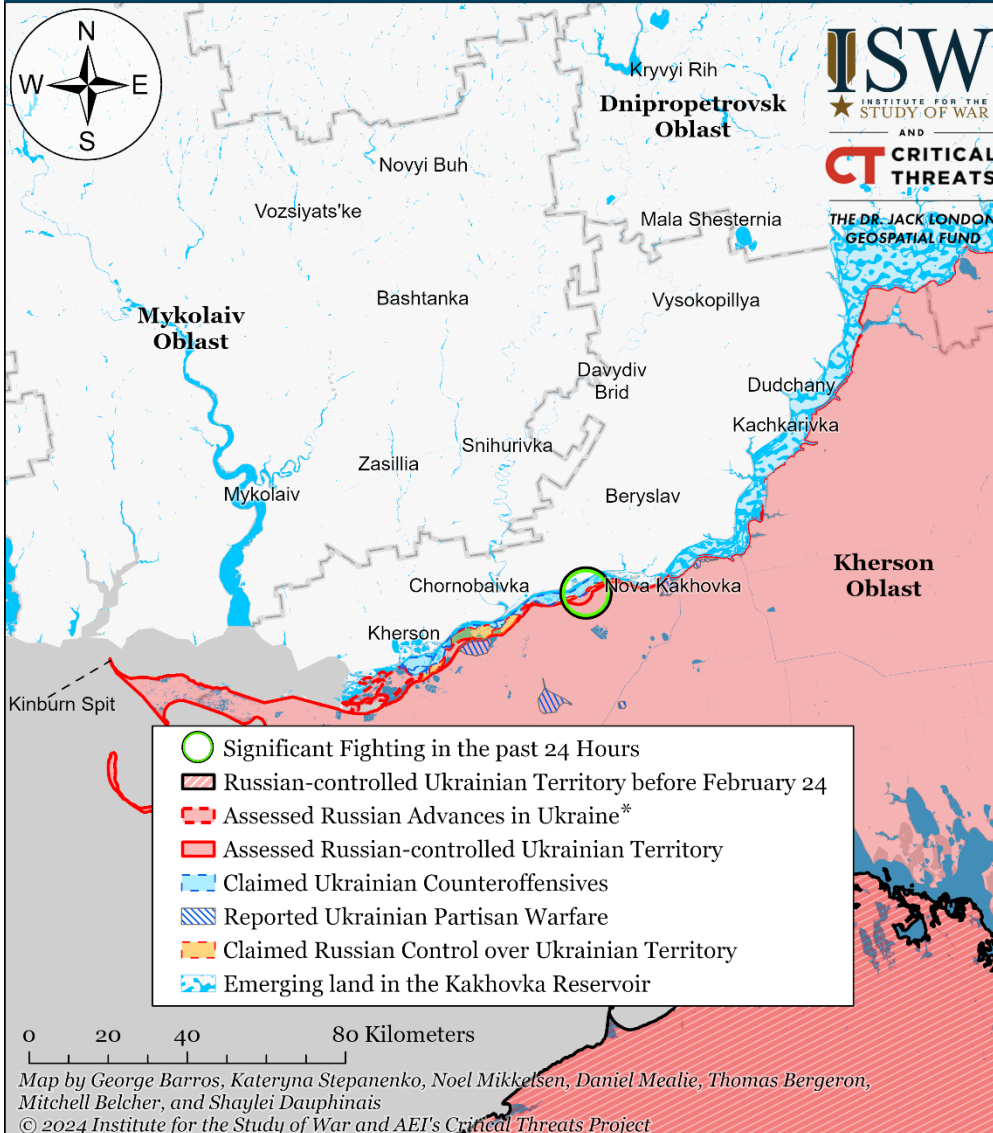 N
W
E
S
Kryvyi Rih
Dnipropetrovsk
Oblast
ISW
INSTITUTE FOR THE
STUDY OF WAR
AND
CT CRITICAL
THREATS
THE DR. JACK LONDON
GEOSPATIAL FUND
Novyi Buh
Vozsiyats'ke
Mala Shesternia
Bashtanka
Vysokopillya
Mykolaiv
Oblast
Davydiv
Brid
Dudchany
Kachkarivka
Snihurivka
Zasillia
Mykolaiv
Beryslav
Kherson
Oblast
Chornobaivka
Nova Kakhovka
Kherson
Kinburn Spit
Significant Fighting in the past 24 Hours
Russian-controlled Ukrainian Territory before February 24
Assessed Russian Advances in Ukraine*
Assessed Russian-controlled Ukrainian Territory
Claimed Ukrainian Counteroffensives
Reported Ukrainian Partisan Warfare
Claimed Russian Control over Ukrainian Territory
Emerging land in the Kakhovka Reservoir
0 20 40 80 Kilometers
Map by George Barros, Kateryna Stepanenko, Noel Mikkelsen, Daniel Mealie, Thomas Bergeron,
Mitchell Belcher, and Shaylei Dauphinais
© 2024 Institute for the Study of War and AEI's Critical Threats Project